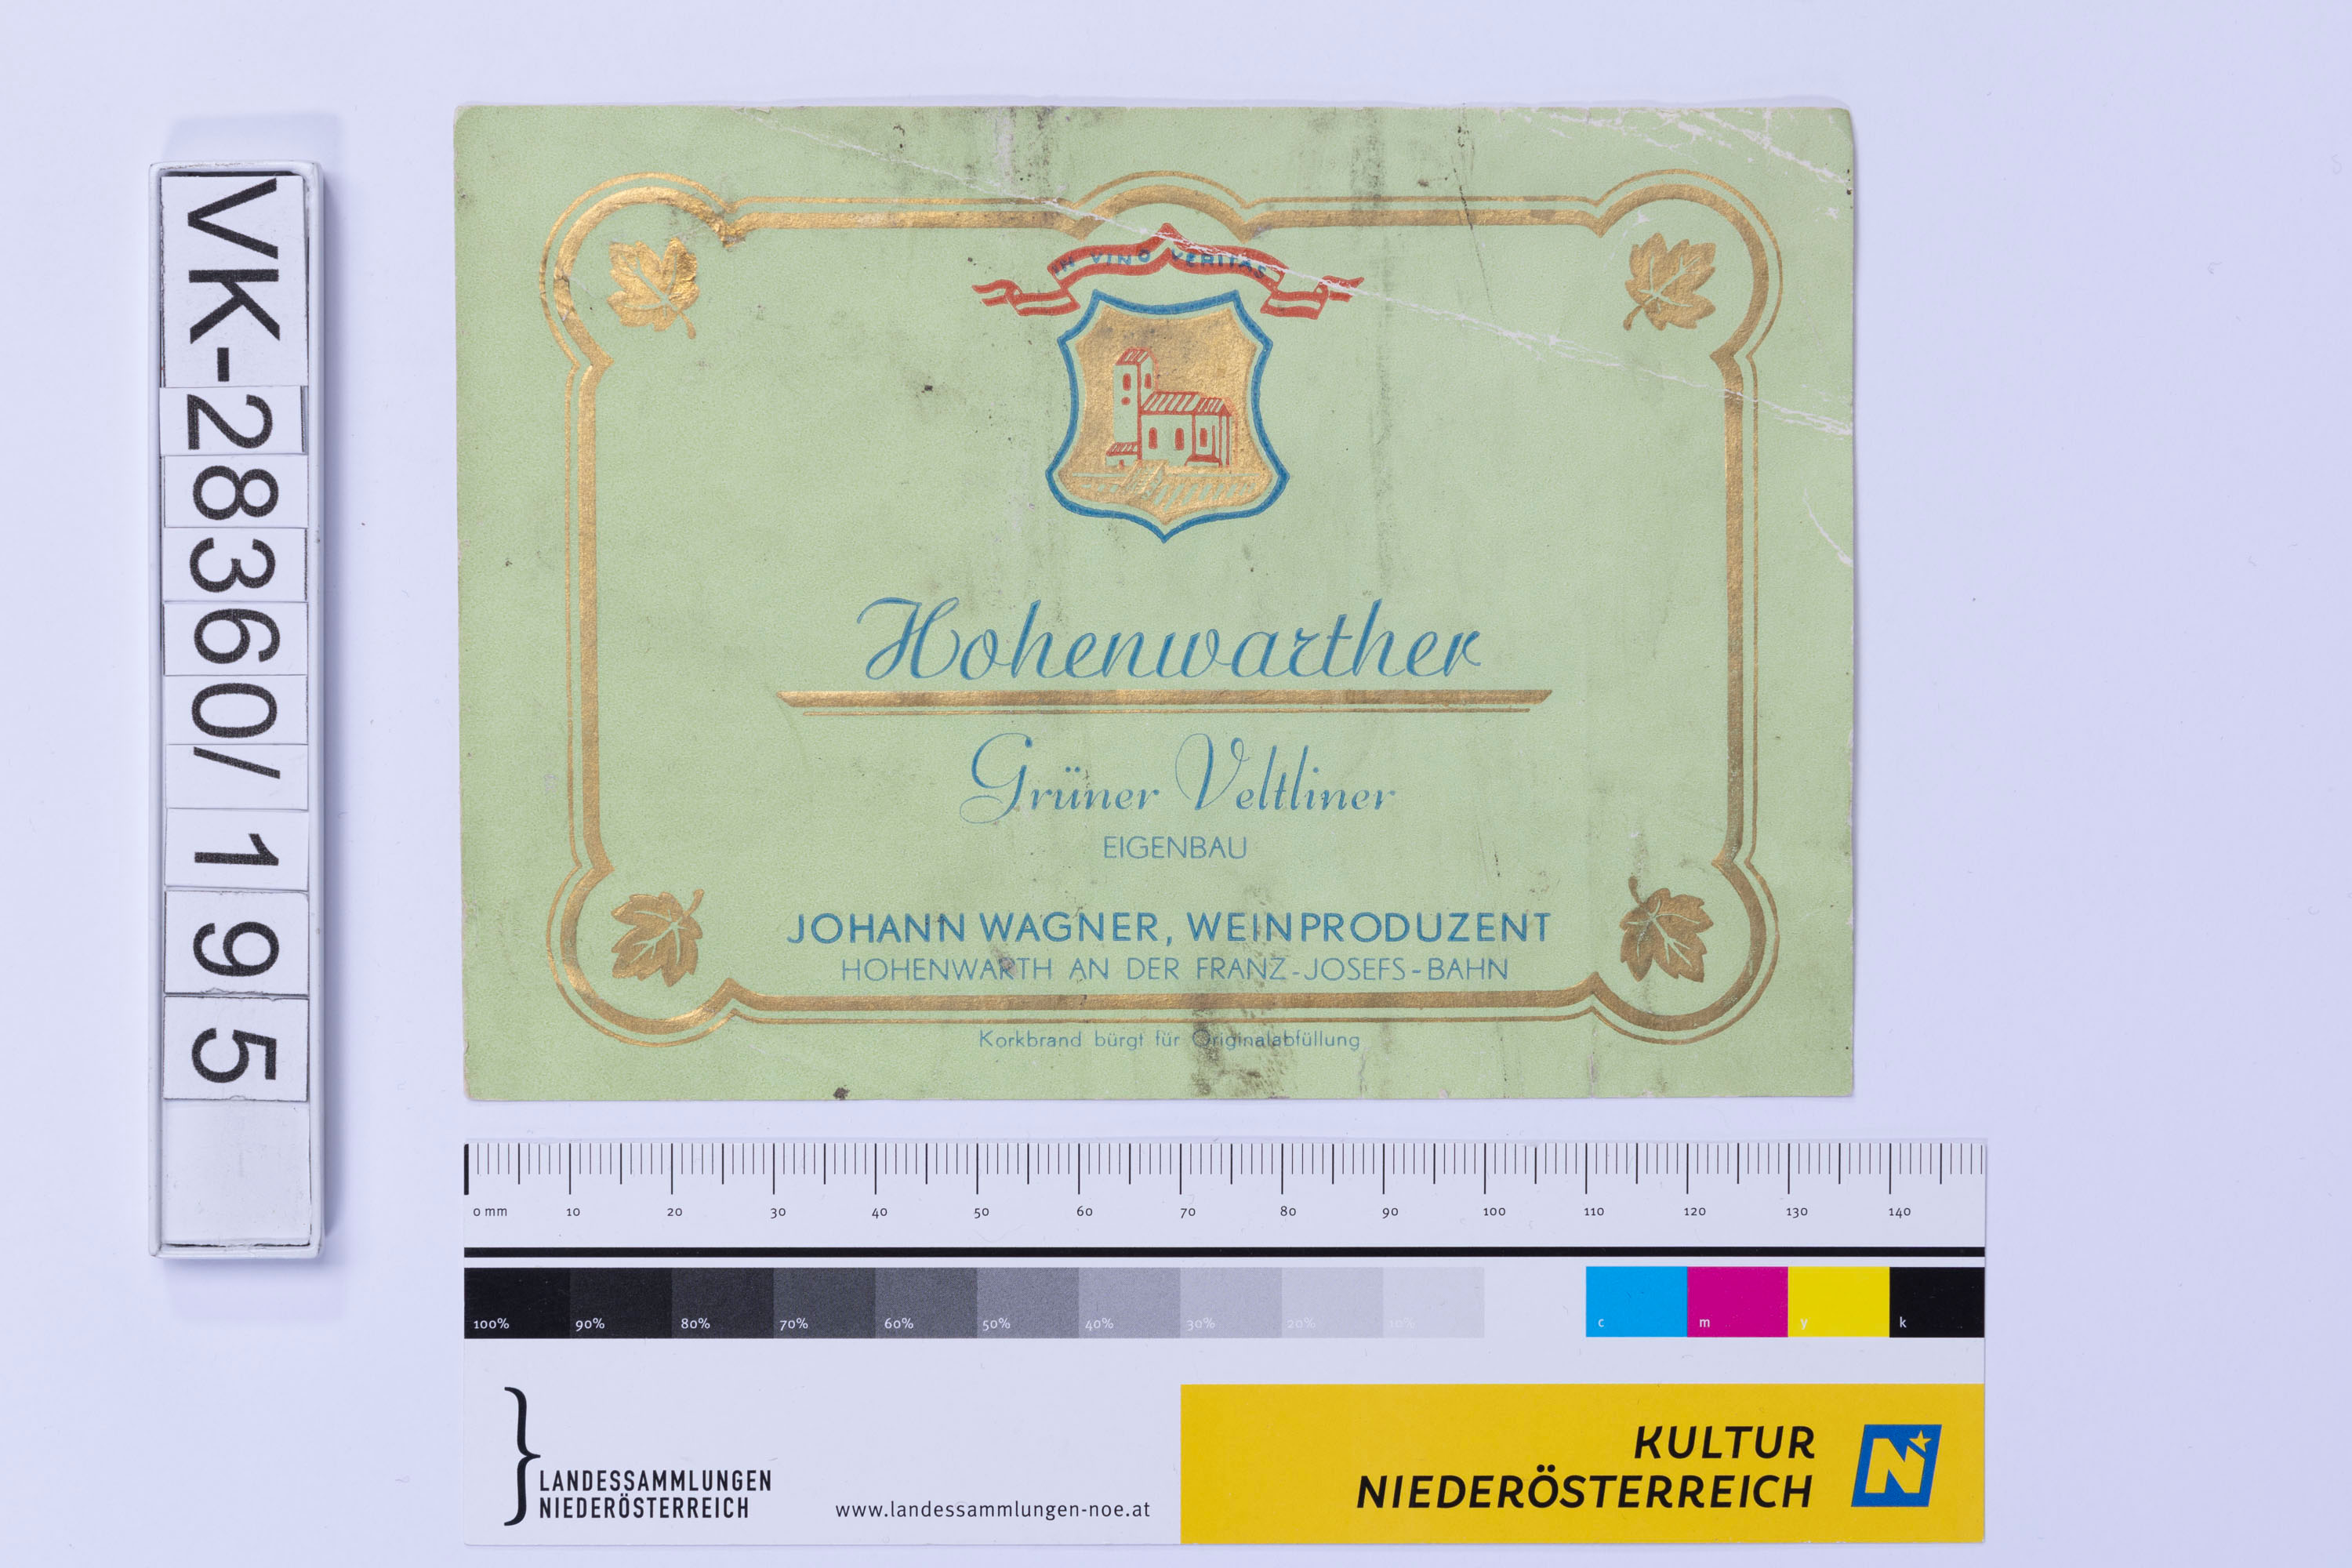 VK-28360/195
IN VINO VERITAS
Hohenwarther
Grüner Veltliner
EIGENBAU
JOHANN WAGNER, WEINPRODUZENT
HOHENWARTH AN DER FRANZ-JOSEFS-BAHN
Korkbrand bürgt für Originalabfüllung
0 mm 10 20 30 40 50 60 70 80 90 100 110 120 130 140
100% 90% 80% 70% 60% 50% 40% 30% 20% 10% c m y k
LANDESSAMMLUNGEN
NIEDERÖSTERREICH
www.landessammlungen-noe.at
KULTUR
NIEDERÖSTERREICH
N